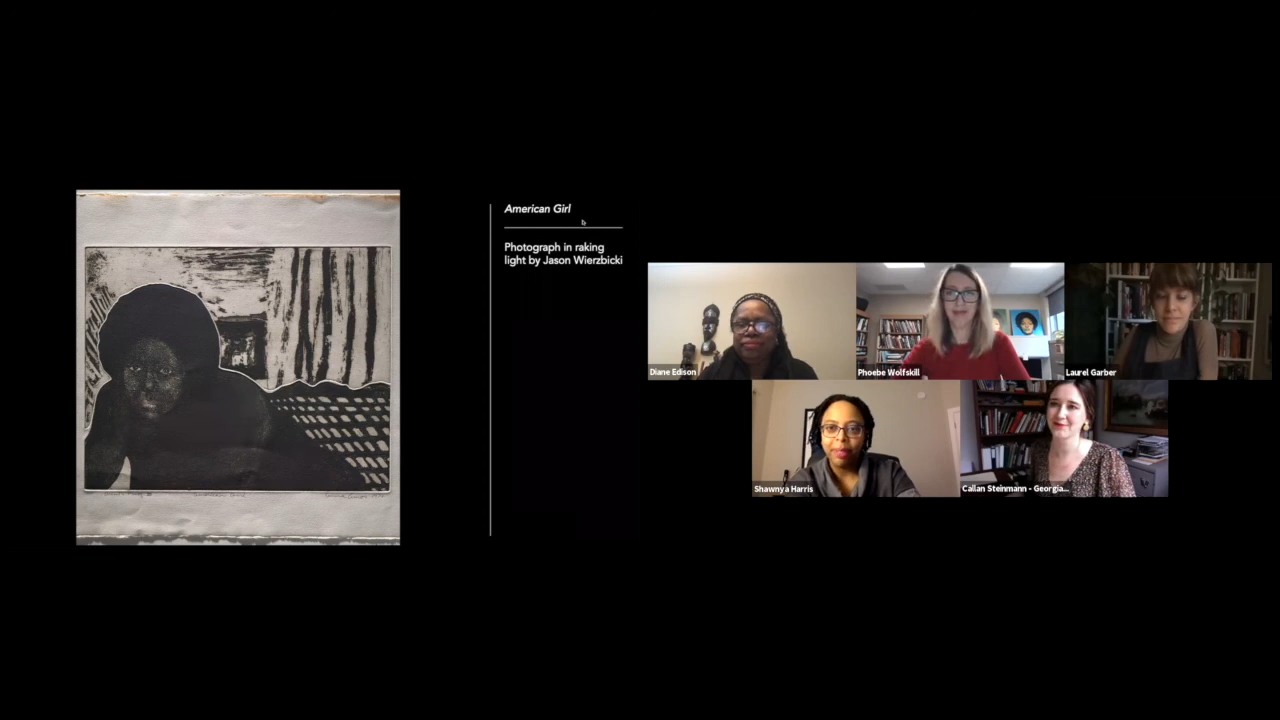 American Girl
Photograph in raking
light by Jason Wierzbicki
Diane Edison
Phoebe Wolfskill
Laurel Garber
Shawnya Harris
Callan Steinmann - Georgia...